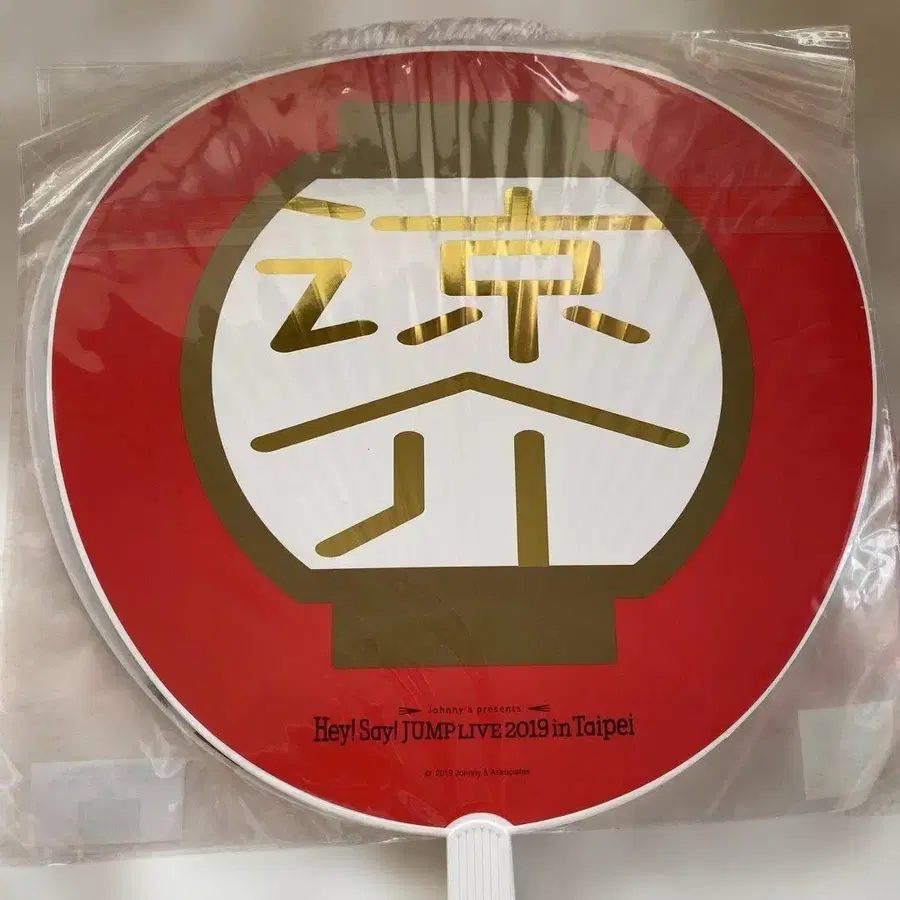 涼
介
Johnny's presents
Hey! Say! JUMP LIVE 2019 in Taipei
© 2019 Johnny & Associates